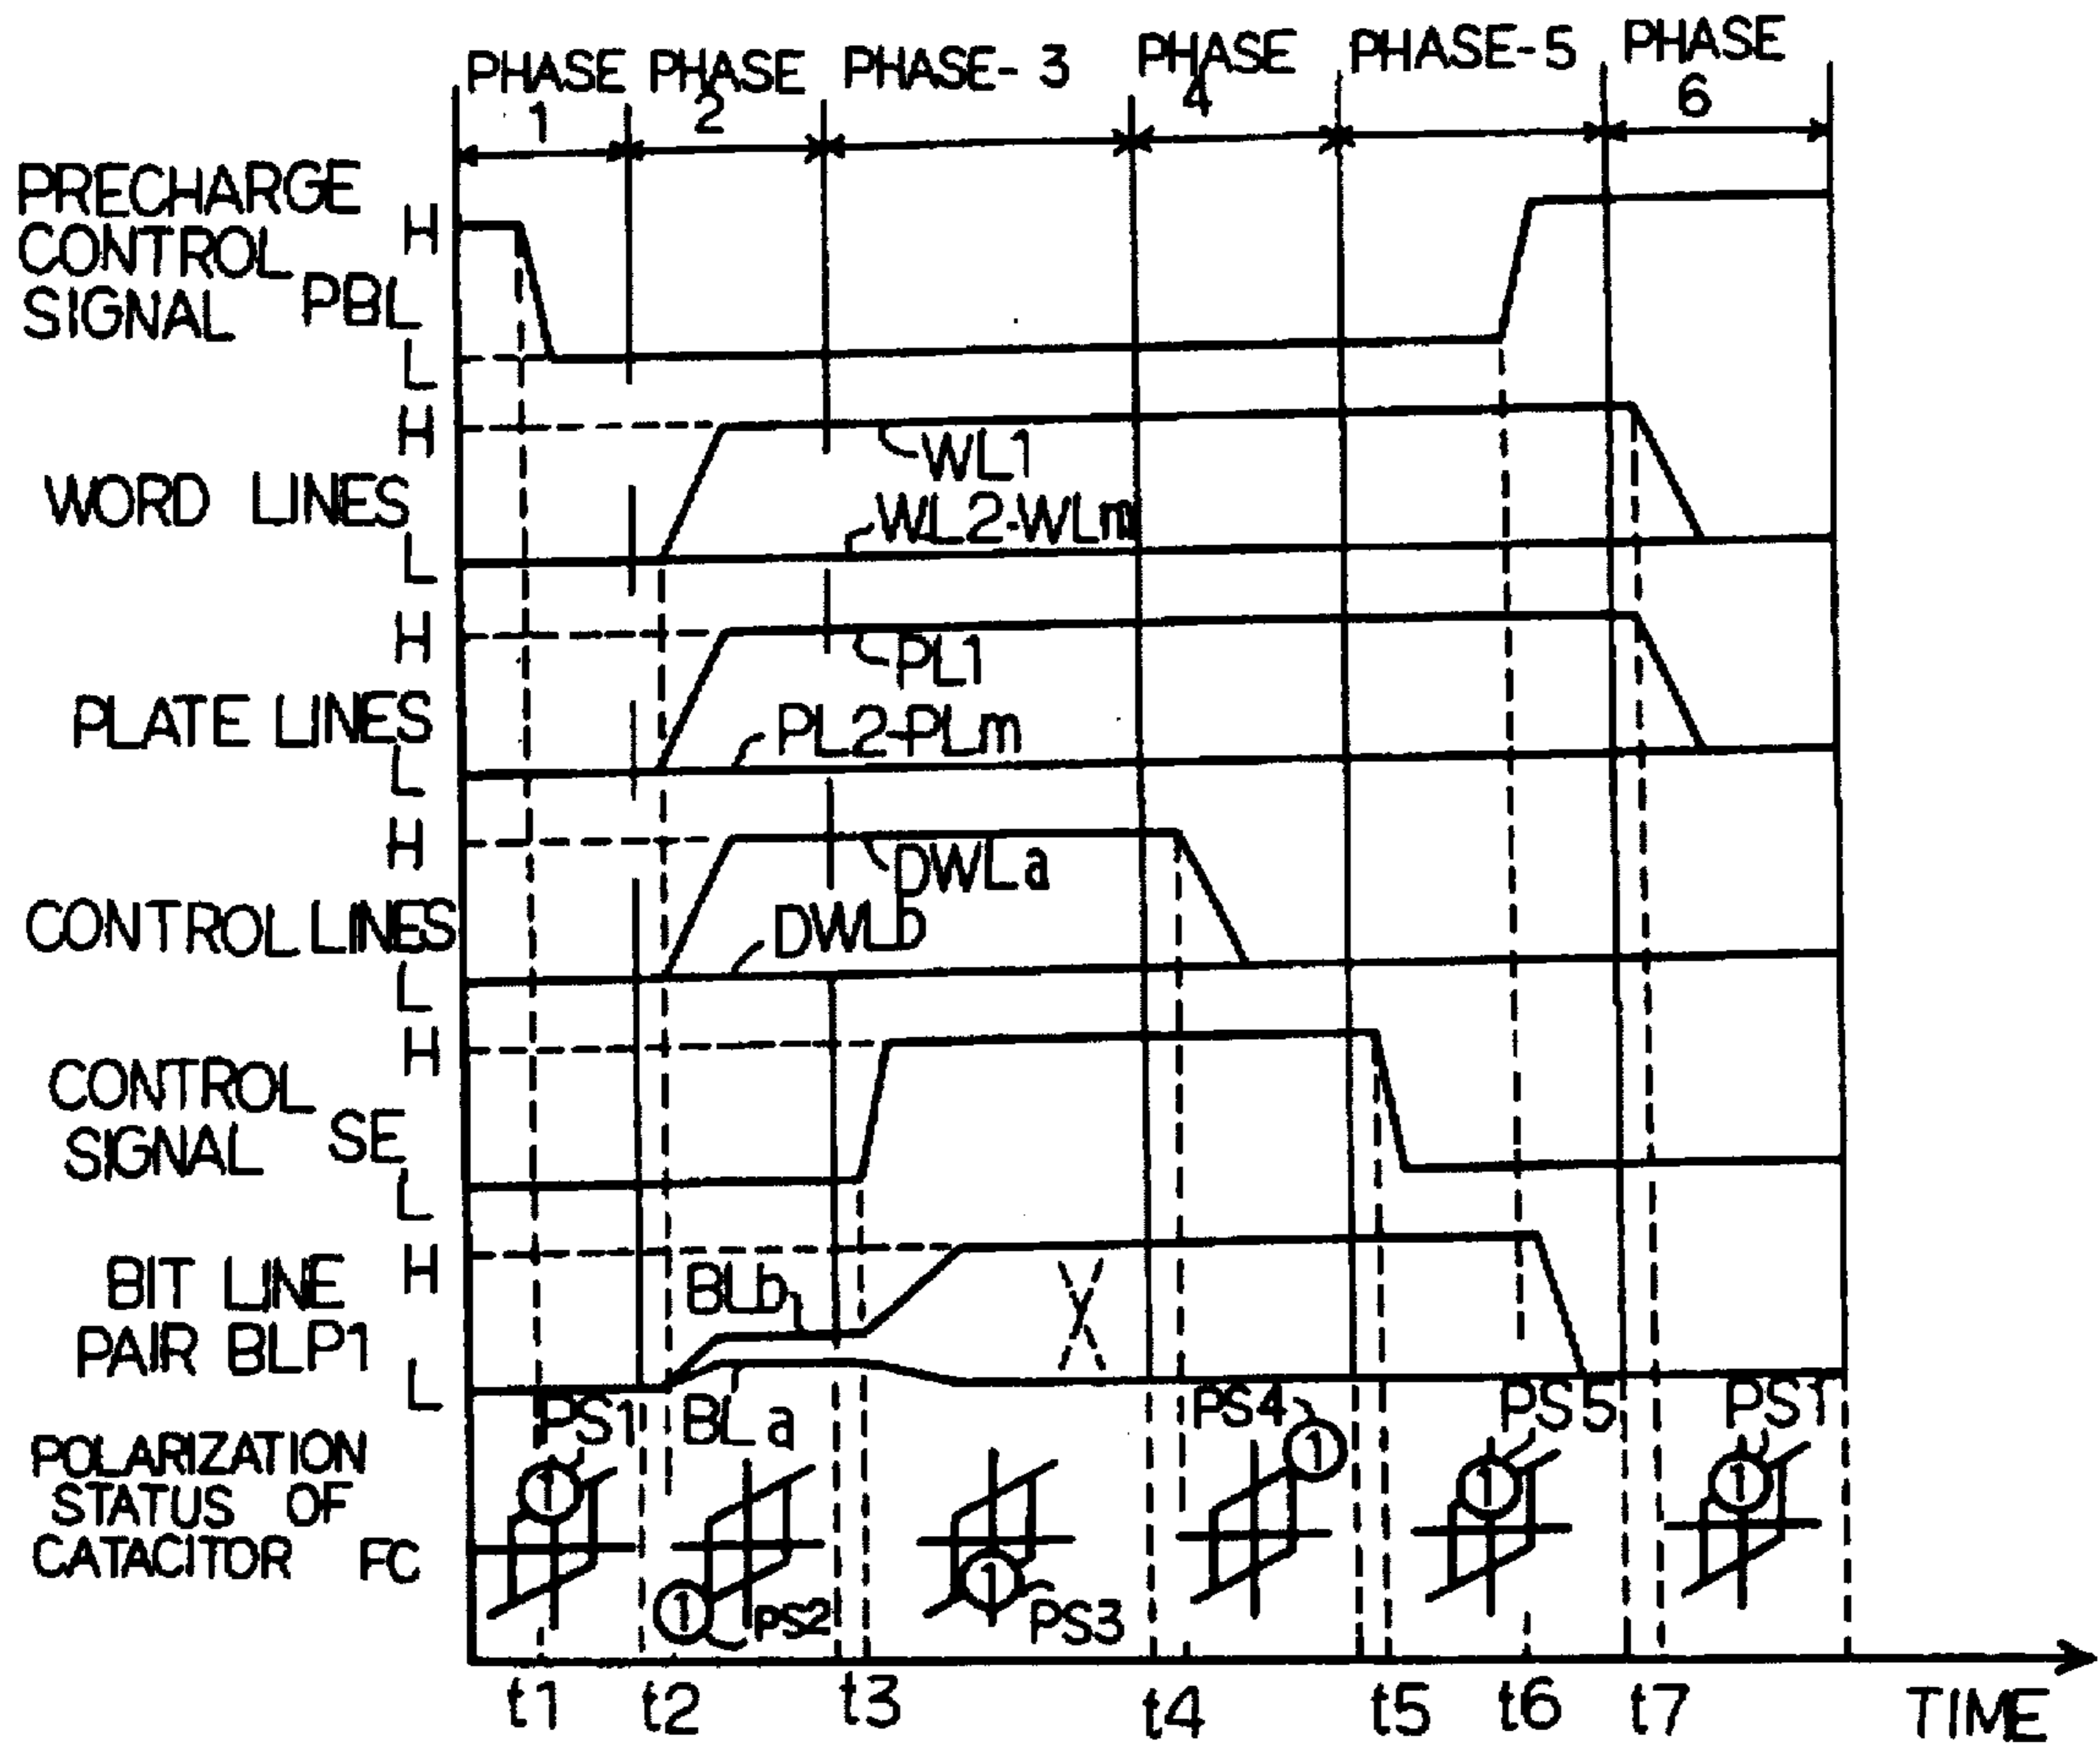 PHASE PHASE PHASE-3 PHASE PHASE-5 PHASE
1 2 4 6
PRECHARGE
CONTROL
SIGNAL PBL
H
L
H
WL1
WORD LINES
WL2-WLm
L
H
PL1
PLATE LINES
PL2-PLm
L
H
DWLa
CONTROL LINES
DWLb
L
H
CONTROL
SIGNAL SE
L
BIT LINE
PAIR BLP1
H
BLb
L
BLa
PS1
PS4
PS5
PS1
POLARIZATION
STATUS OF
CATACITOR FC
1
1
1
1
1
1
PS2
PS3
t1 t2 t3 t4 t5 t6 t7 TIME